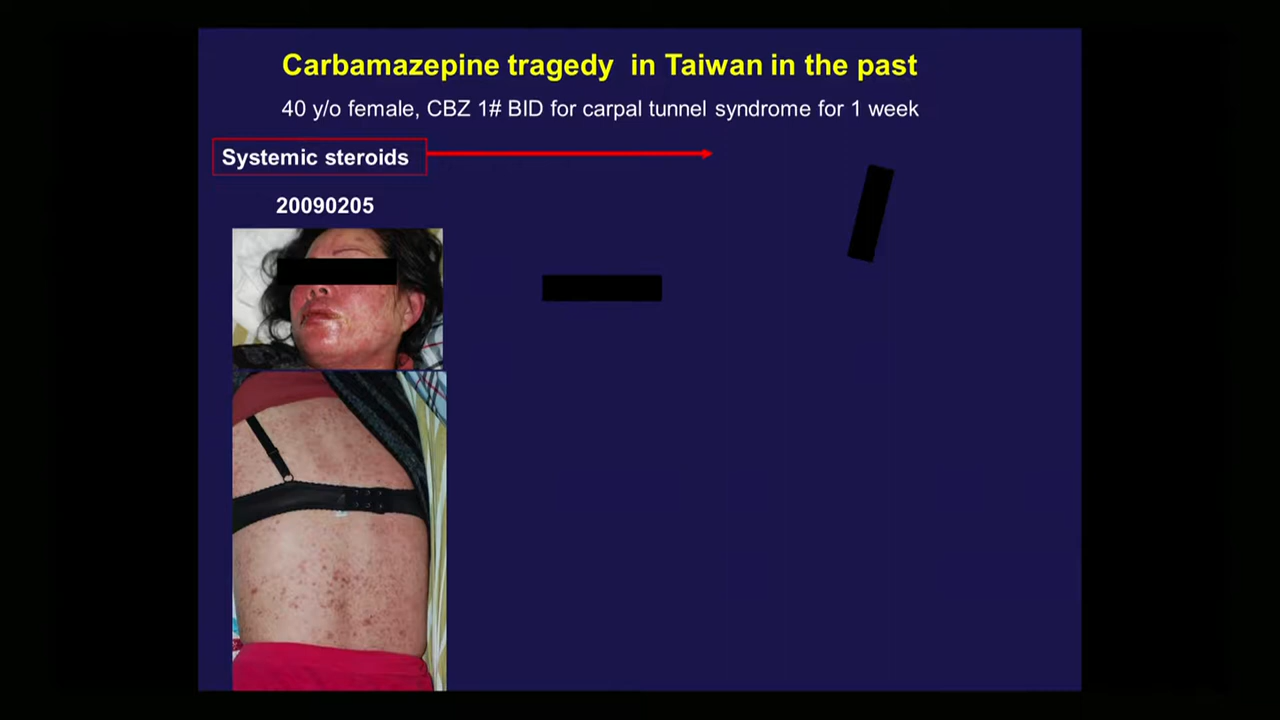 Carbamazepine tragedy in Taiwan in the past
40 y/o female, CBZ 1# BID for carpal tunnel syndrome for 1 week
Systemic steroids
20090205